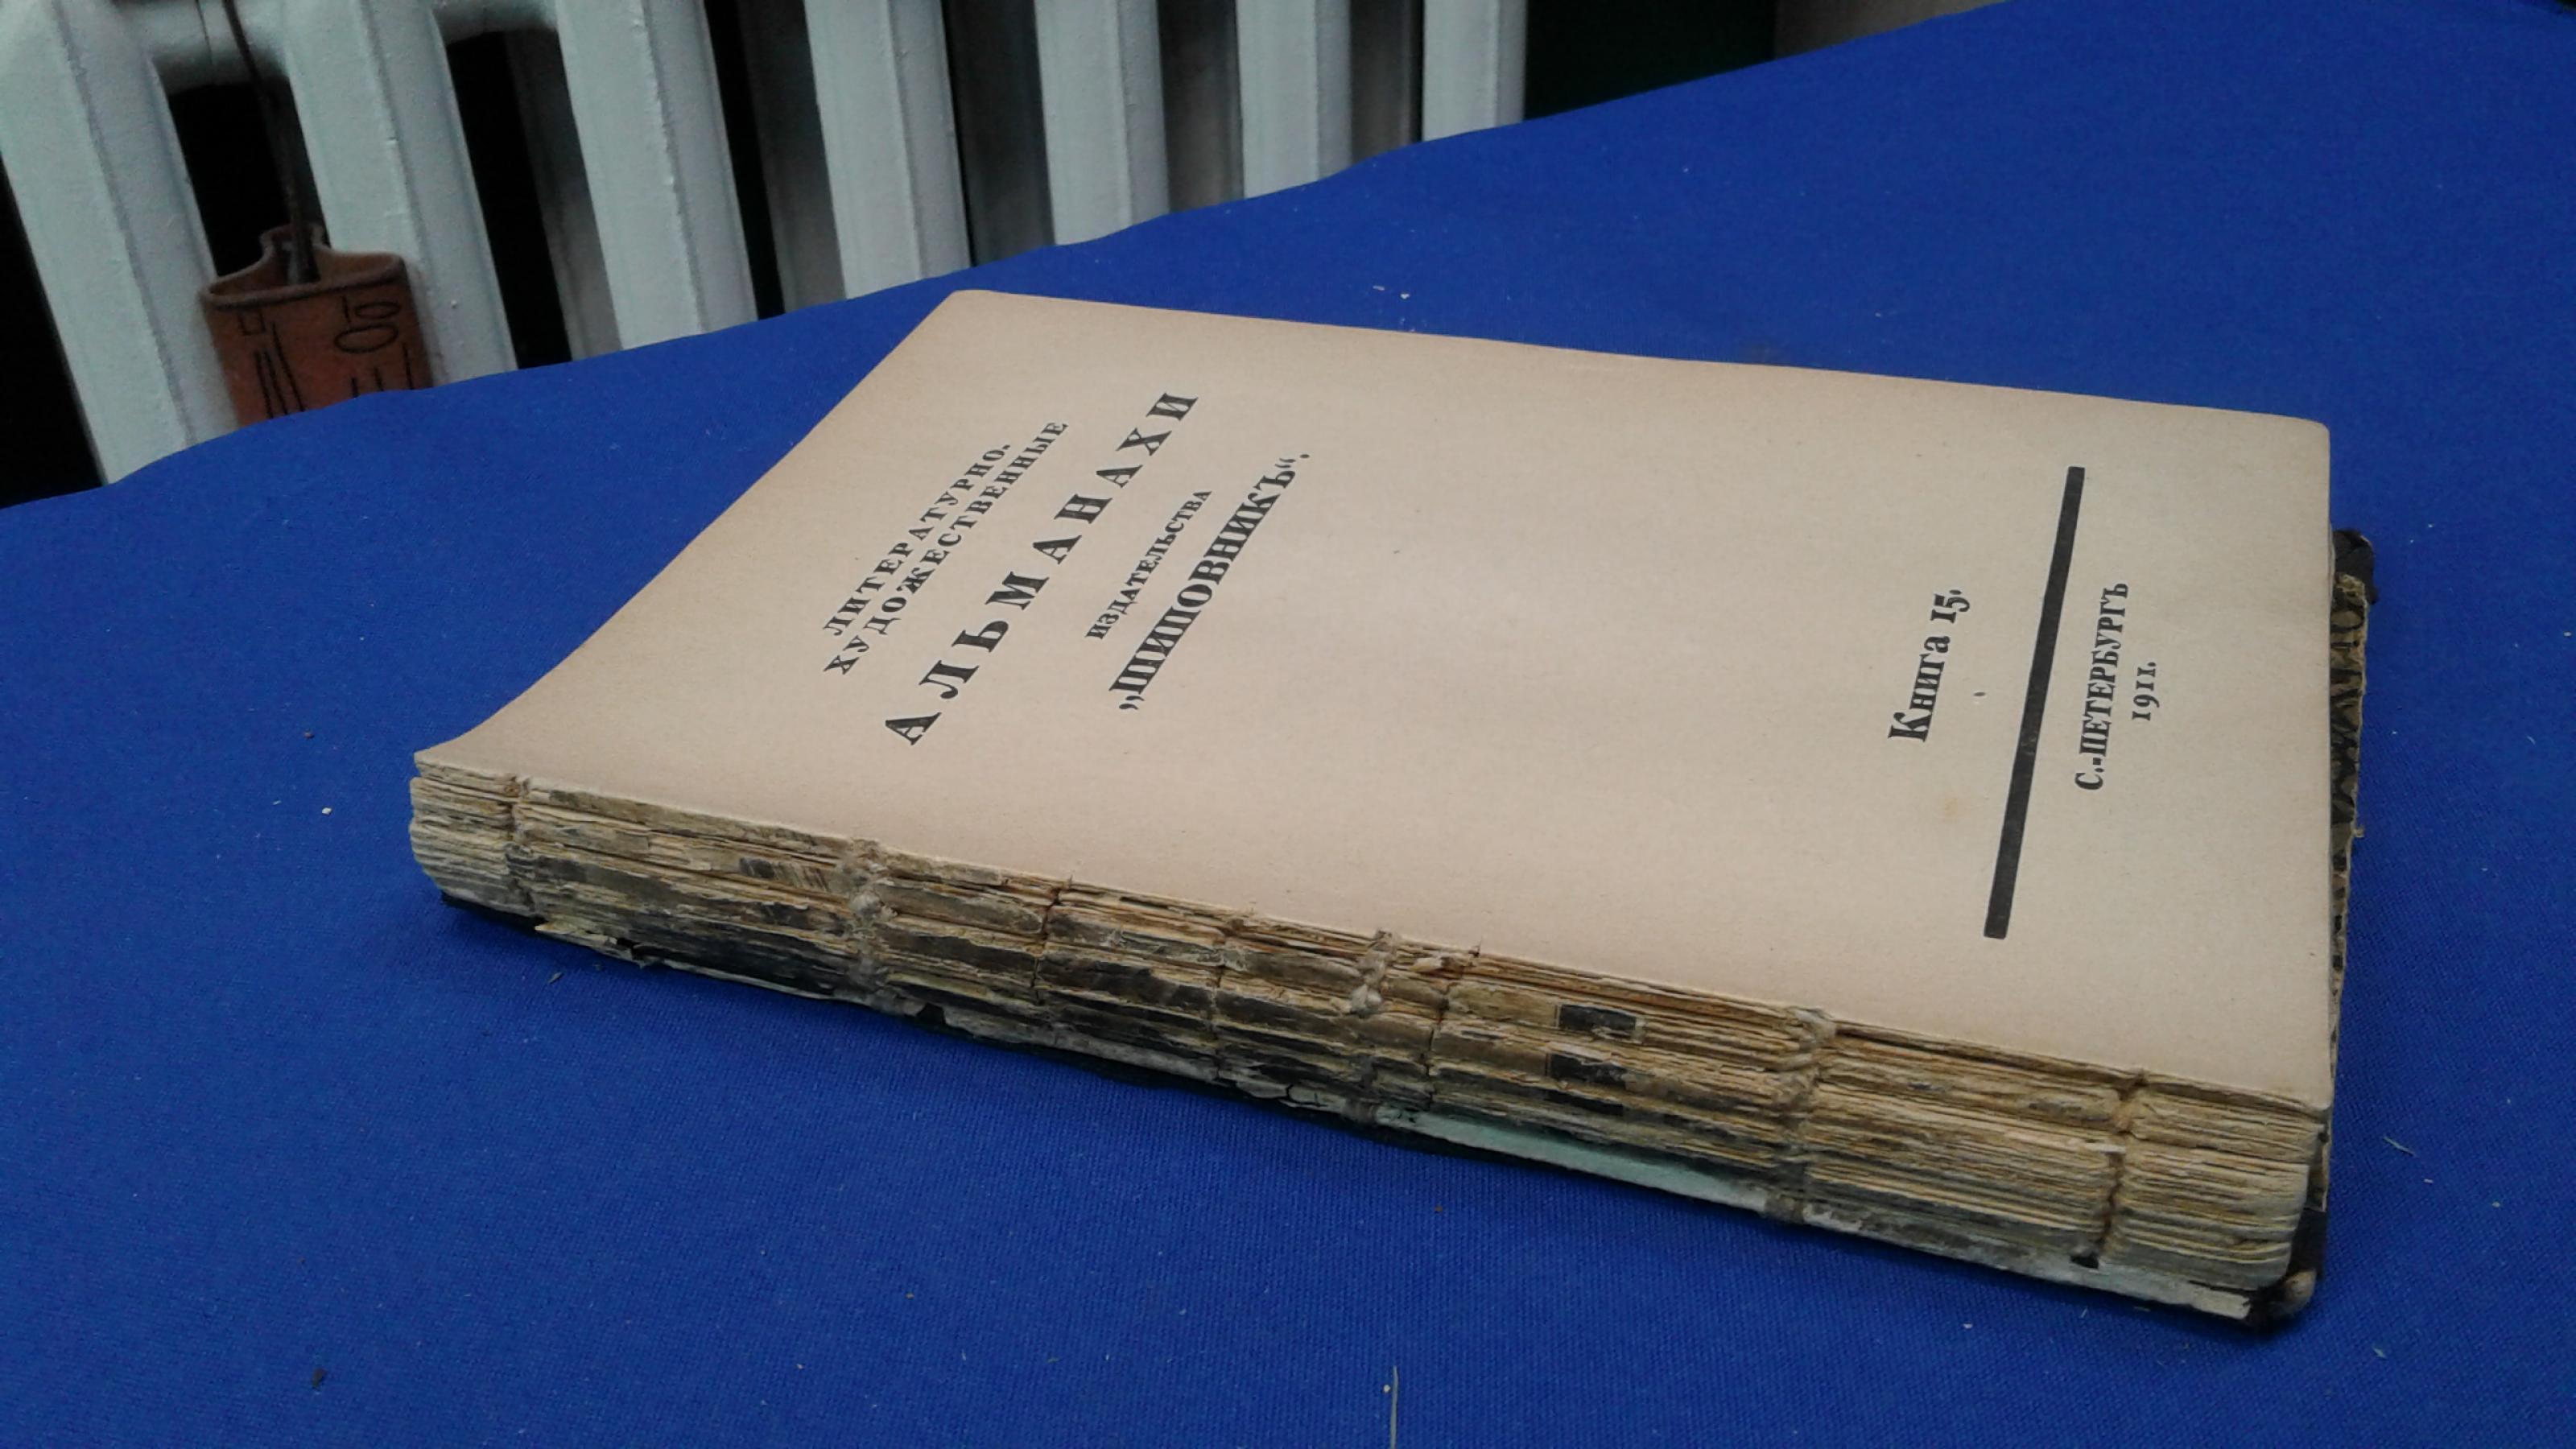 ЛИТЕРАТУРНО-
ХУДОЖЕСТВЕННЫЕ
АЛЬМАНАХИ
ИЗДАТЕЛЬСТВА
„ШИПОВНИКЪ“.
Книга 15.
С.-ПЕТЕРБУРГЪ
1911.